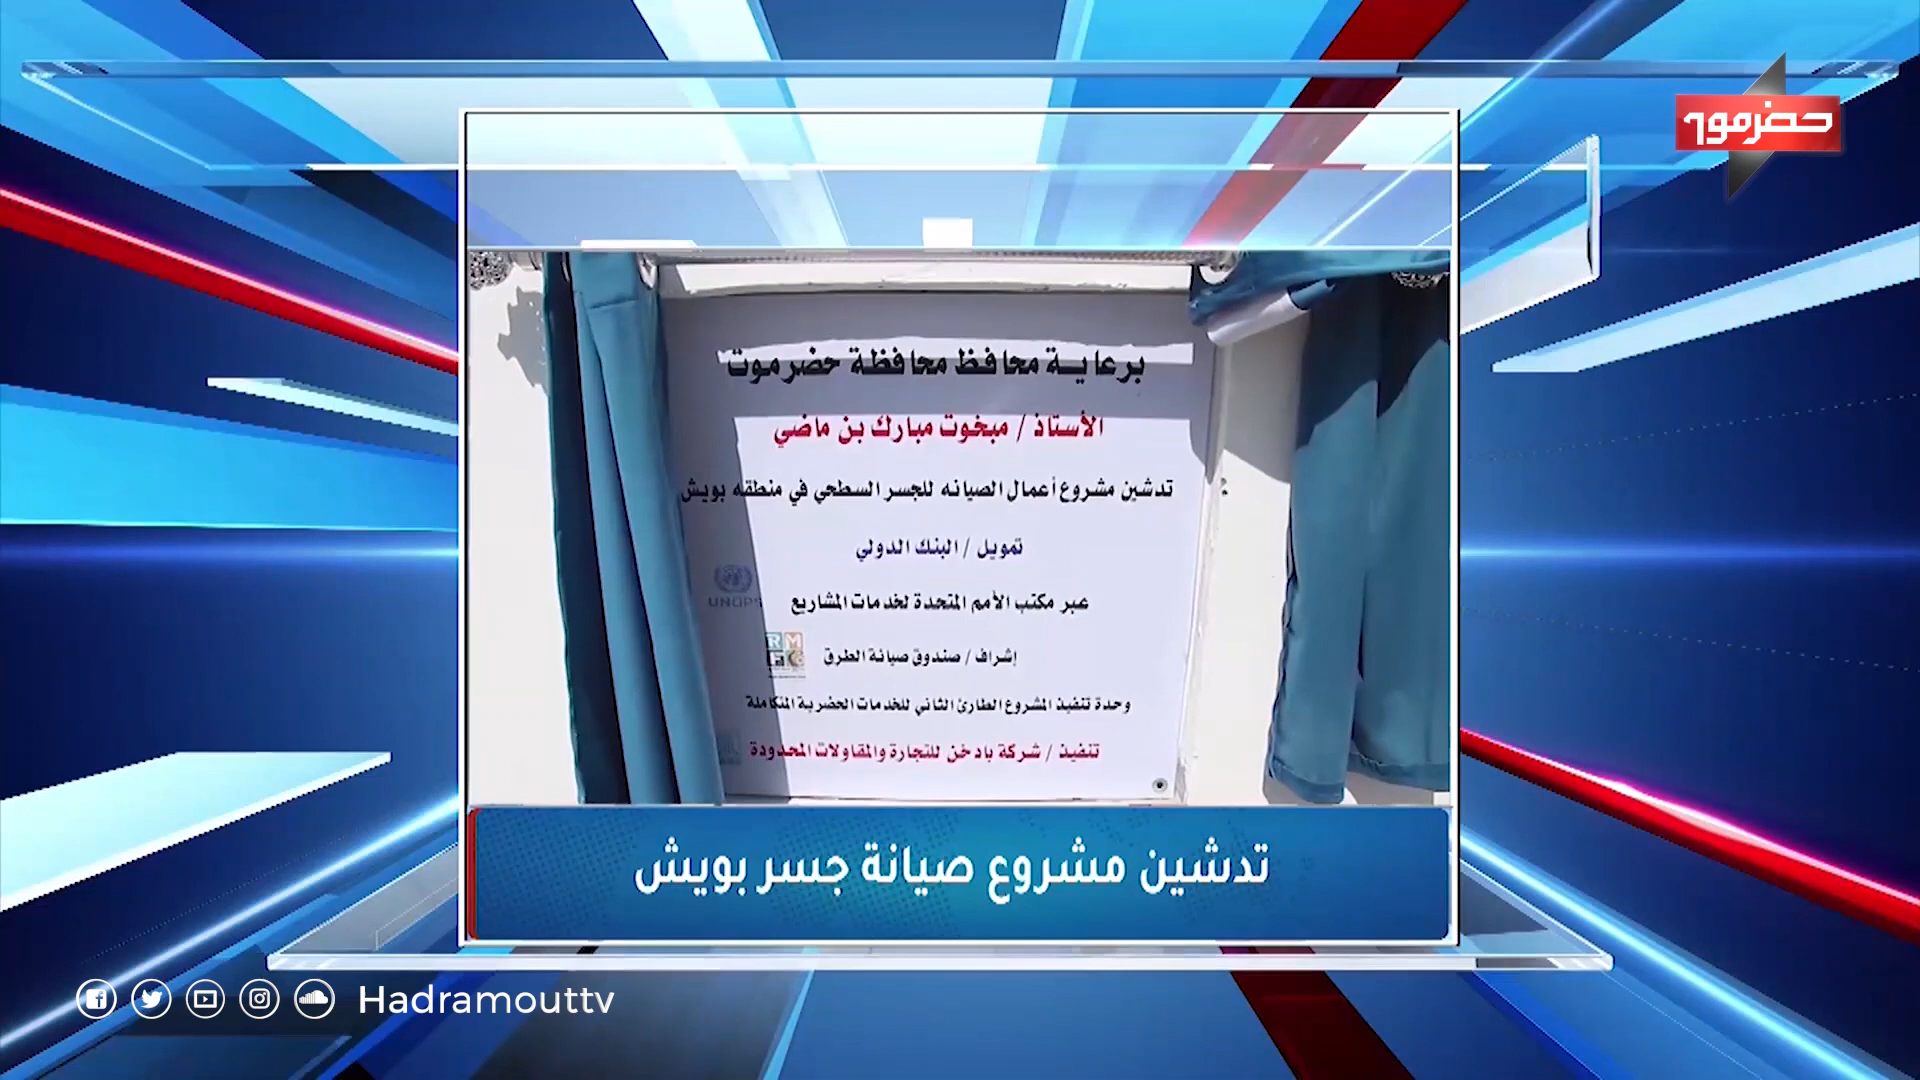 حضرموت
برعاية محافظ محافظة حضرموت
الأستاذ / مبخوت مبارك بن ماضي
تدشين مشروع أعمال الصيانه للجسر السطحي في منطقه بويش
تمويل / البنك الدولي
عبر مكتب الأمم المتحدة لخدمات المشاريع
UNOPS
إشراف / صندوق صيانة الطرق
RM
وحدة تنفيذ المشروع الطارئ الثاني للخدمات الحضرية المتكاملة
تنفيذ / شركة بادخن للتجارة والمقاولات المحدودة
تدشين مشروع صيانة جسر بويش
Hadramouttv